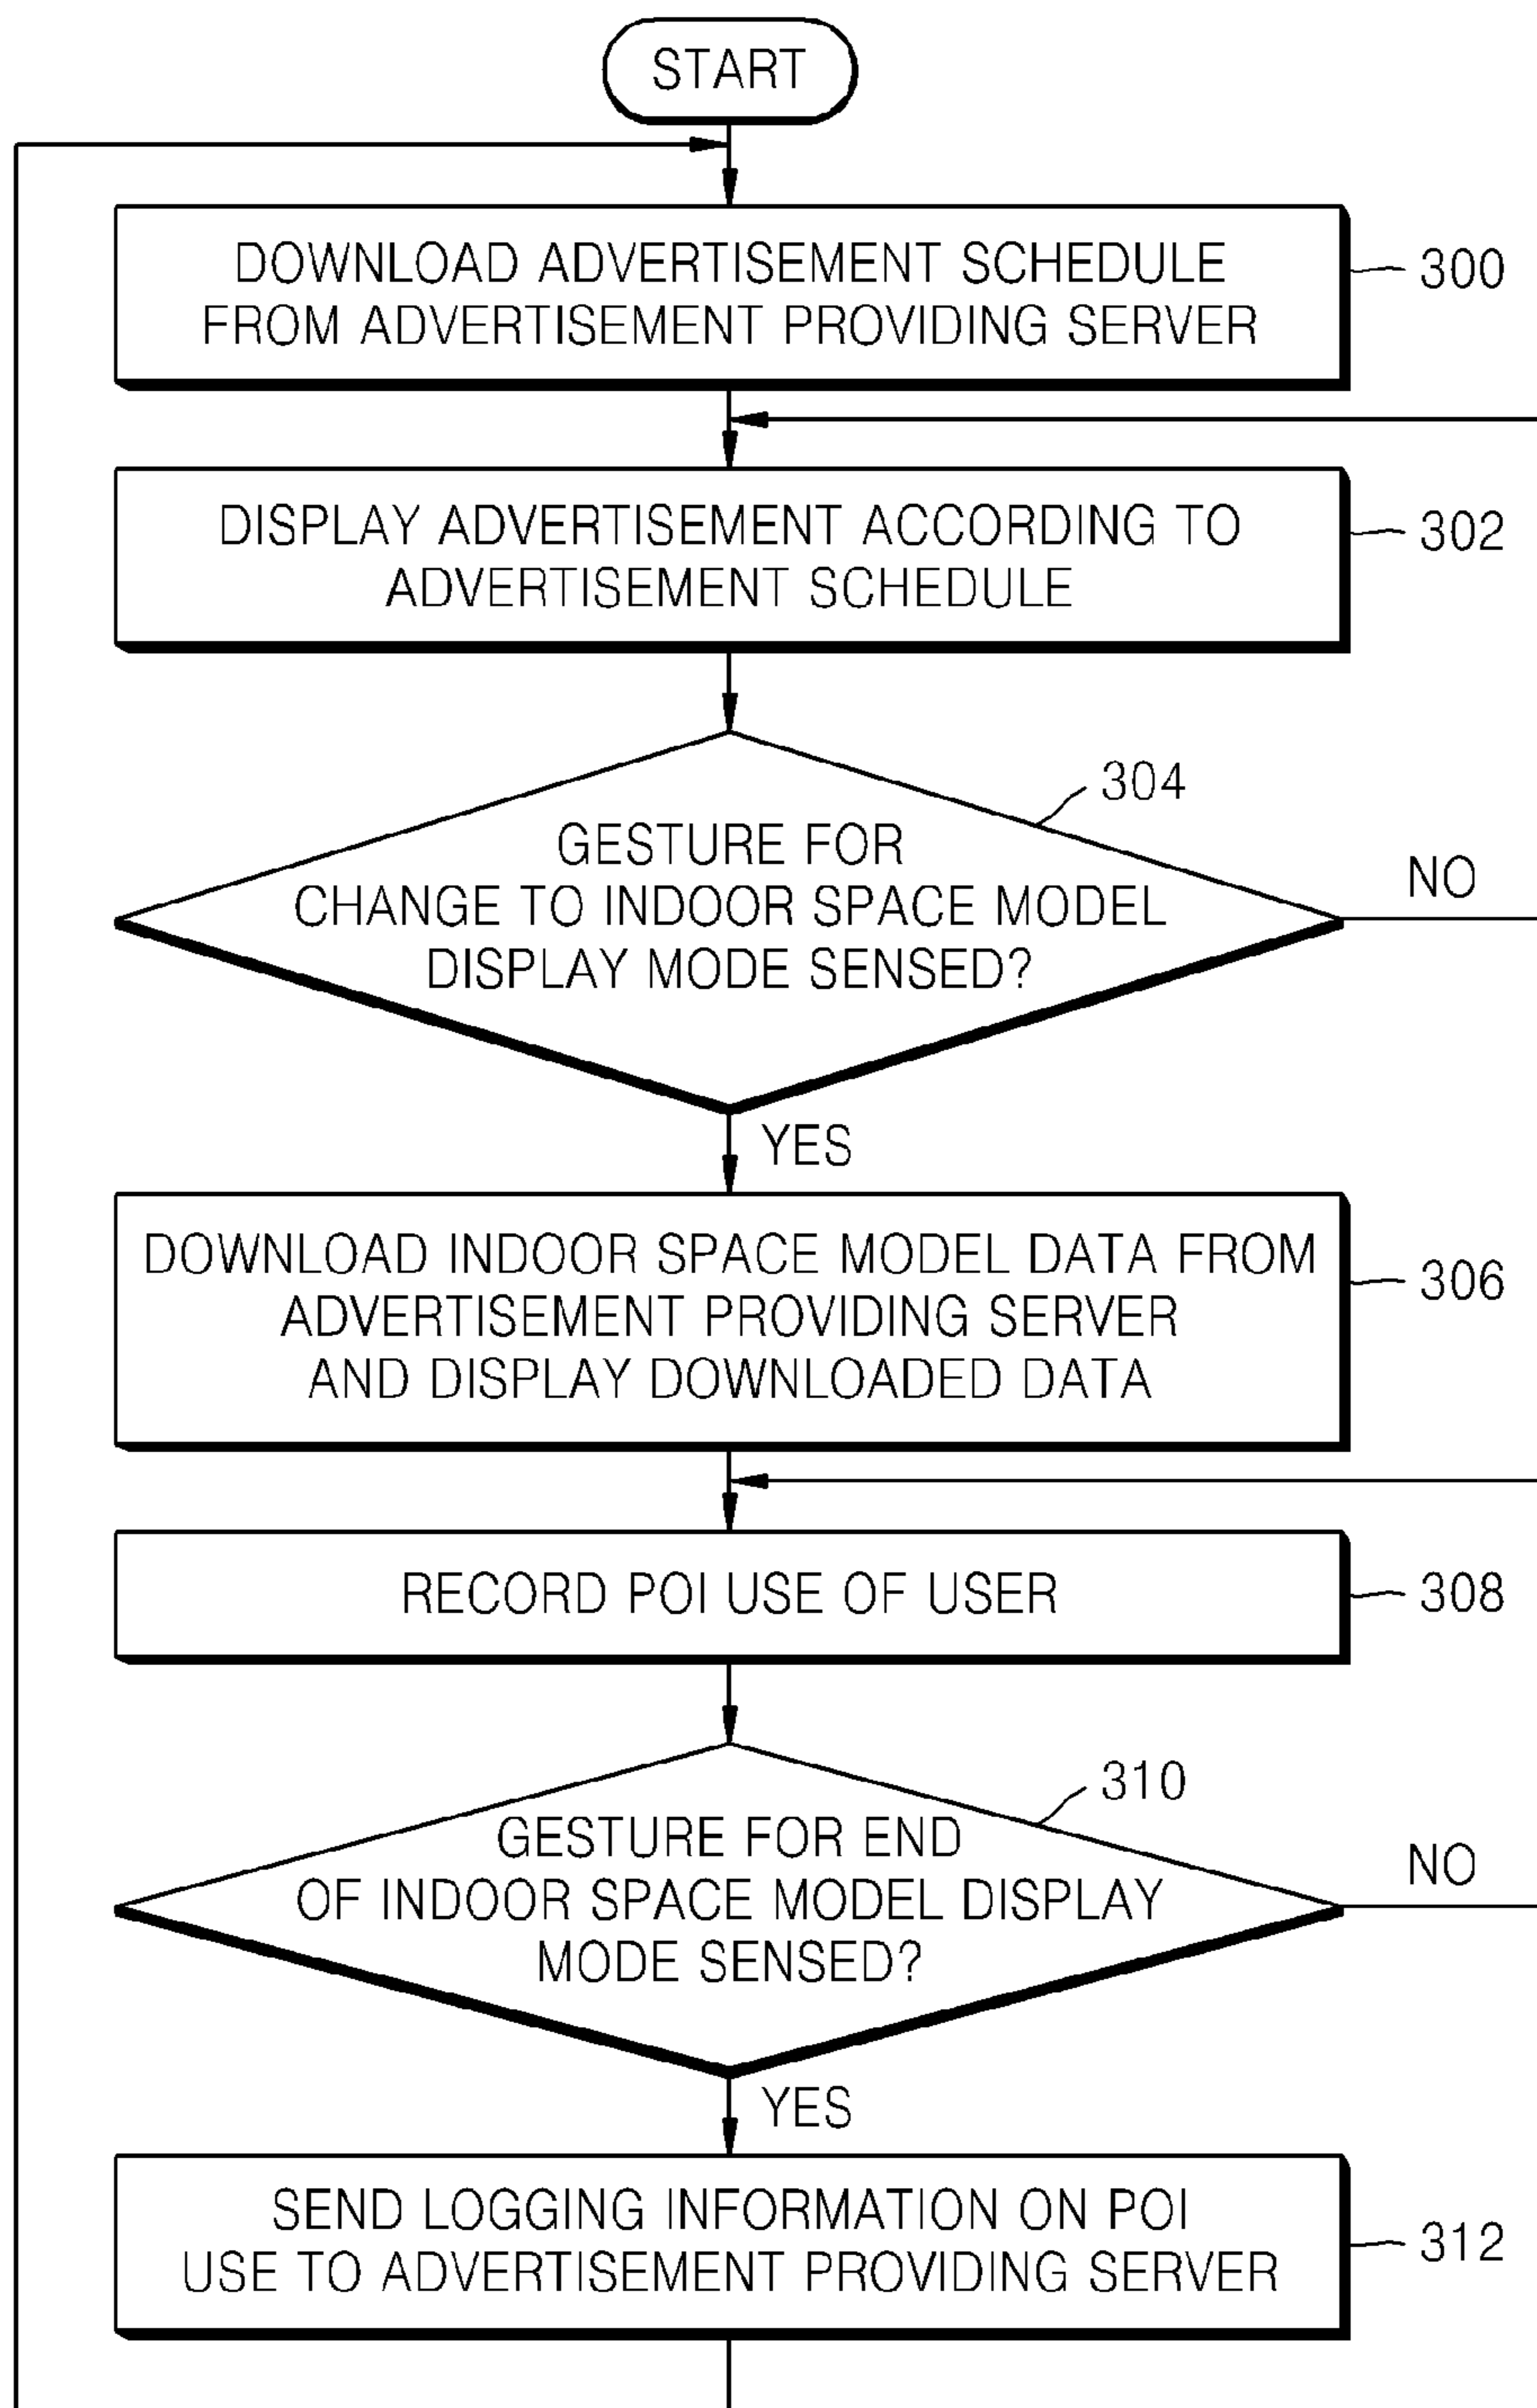 START
DOWNLOAD ADVERTISEMENT SCHEDULE
FROM ADVERTISEMENT PROVIDING SERVER
300
DISPLAY ADVERTISEMENT ACCORDING TO
ADVERTISEMENT SCHEDULE
302
304
GESTURE FOR
CHANGE TO INDOOR SPACE MODEL
DISPLAY MODE SENSED?
NO
YES
DOWNLOAD INDOOR SPACE MODEL DATA FROM
ADVERTISEMENT PROVIDING SERVER
AND DISPLAY DOWNLOADED DATA
306
RECORD POI USE OF USER
308
310
GESTURE FOR END
OF INDOOR SPACE MODEL DISPLAY
MODE SENSED?
NO
YES
SEND LOGGING INFORMATION ON POI
USE TO ADVERTISEMENT PROVIDING SERVER
312